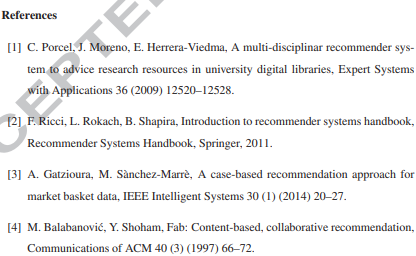 References
[1] C. Porcel, J. Moreno, E. Herrera-Viedma, A multi-disciplinar recommender sys-
tem to advice research resources in university digital libraries, Expert Systems
with Applications 36 (2009) 12520–12528.
[2] F. Ricci, L. Rokach, B. Shapira, Introduction to recommender systems handbook,
Recommender Systems Handbook, Springer, 2011.
[3] A. Gatzioura, M. Sànchez-Marrè, A case-based recommendation approach for
market basket data, IEEE Intelligent Systems 30 (1) (2014) 20–27.
[4] M. Balabanović, Y. Shoham, Fab: Content-based, collaborative recommendation,
Communications of ACM 40 (3) (1997) 66–72.
CEPTE